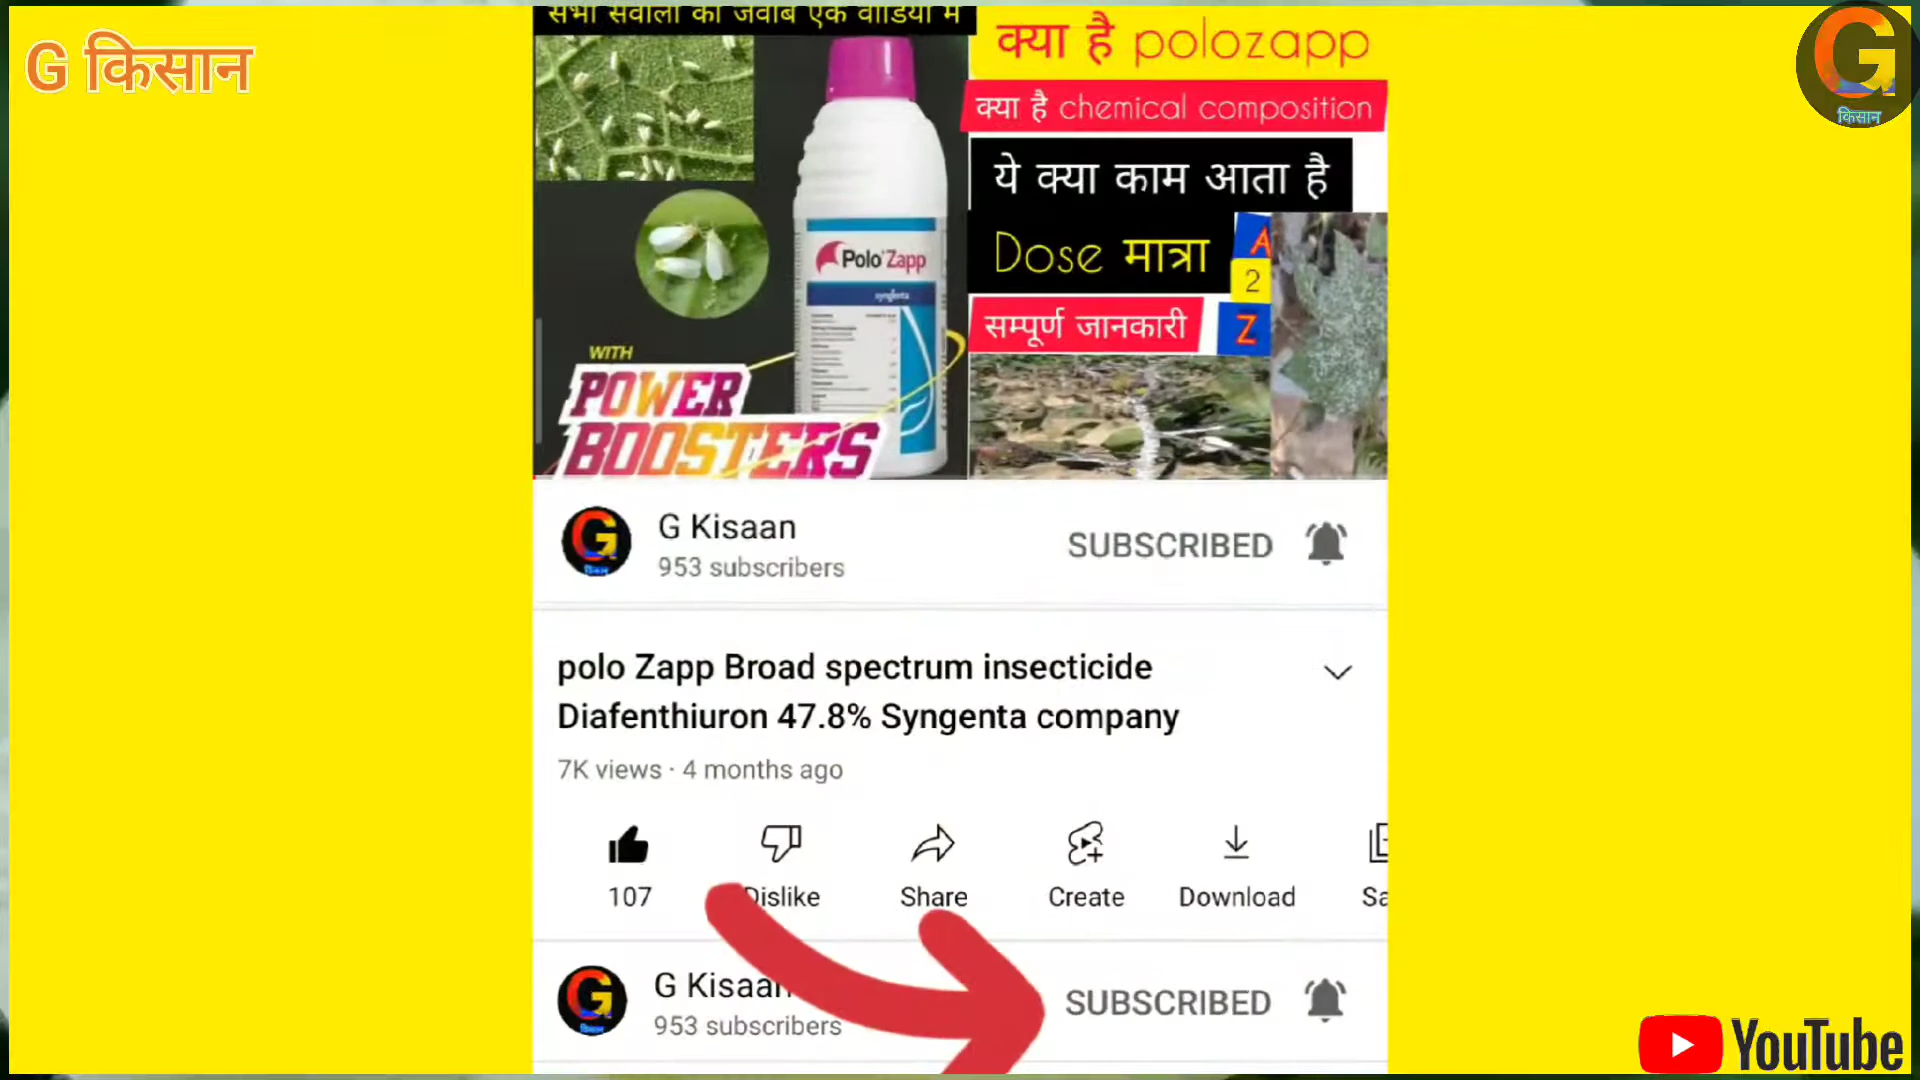 सभी सवालों का जवाब एक वीडियो में
G किसान
क्या है polozapp
G
किसान
क्या है chemical composition
ये क्या काम आता है
Dose मात्रा
A
2
Z
सम्पूर्ण जानकारी
Polo Zapp
syngenta
WITH
POWER
BOOSTERS
G Kisaan
SUBSCRIBED
953 subscribers
polo Zapp Broad spectrum insecticide
Diafenthiuron 47.8% Syngenta company
7K views · 4 months ago
107
Dislike
Share
Create
Download
Sa
G Kisaan
SUBSCRIBED
953 subscribers
YouTube